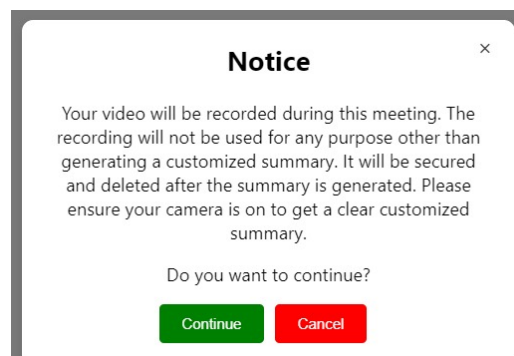 Notice
×
Your video will be recorded during this meeting. The
recording will not be used for any purpose other than
generating a customized summary. It will be secured
and deleted after the summary is generated. Please
ensure your camera is on to get a clear customized
summary.
Do you want to continue?
Continue
Cancel